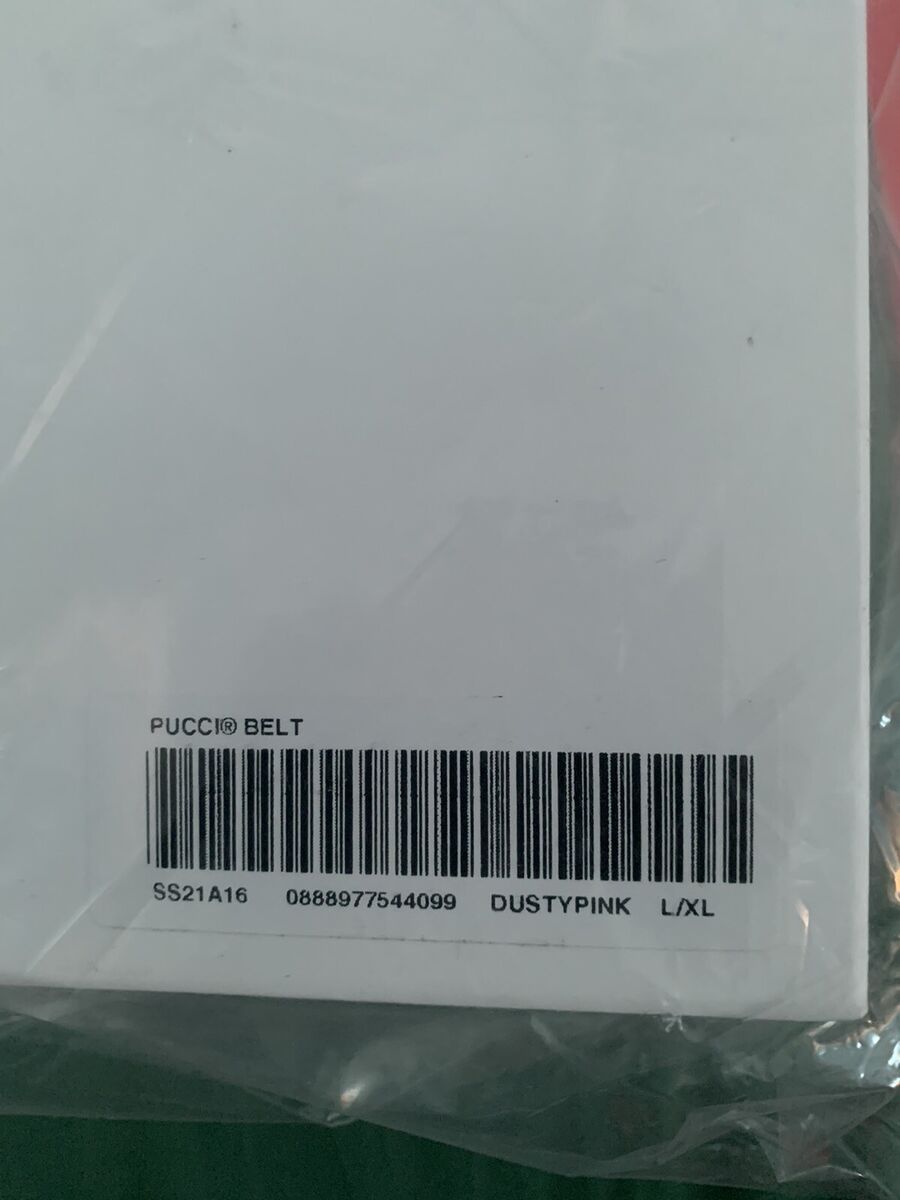 PUCCI® BELT
SS21A16 0888977544099 DUSTYPINK L/XL